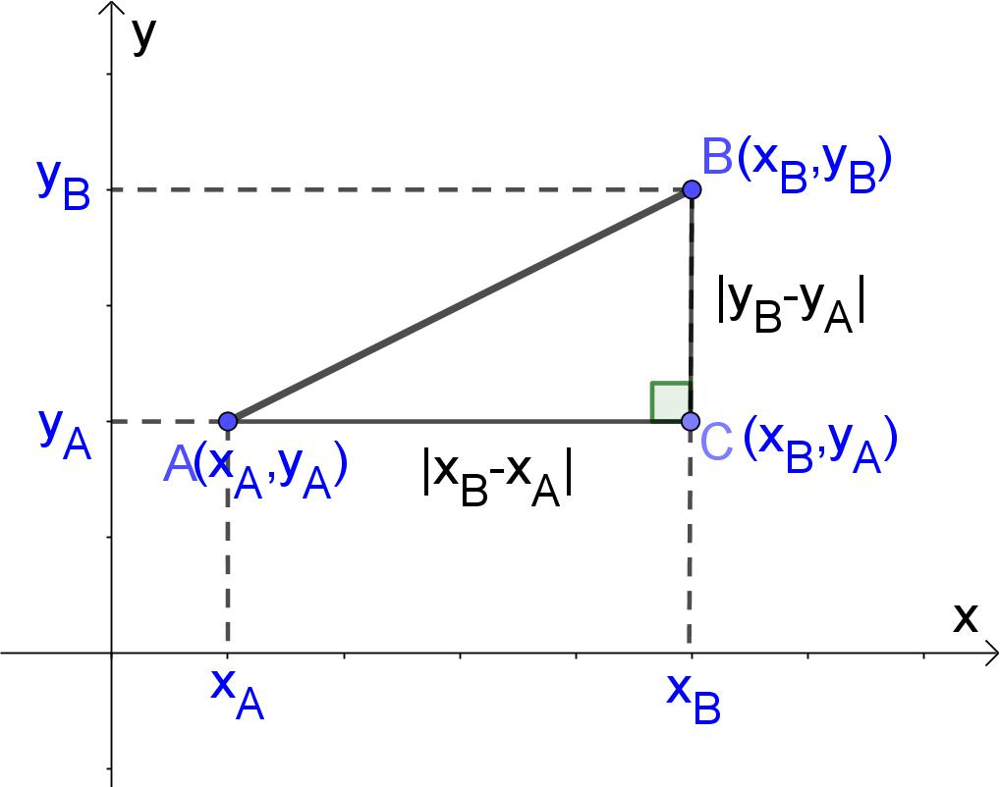 y
y_B
B(x_B,y_B)
|y_B-y_A|
y_A
A(x_A,y_A)
C(x_B,y_A)
|x_B-x_A|
x
x_A
x_B